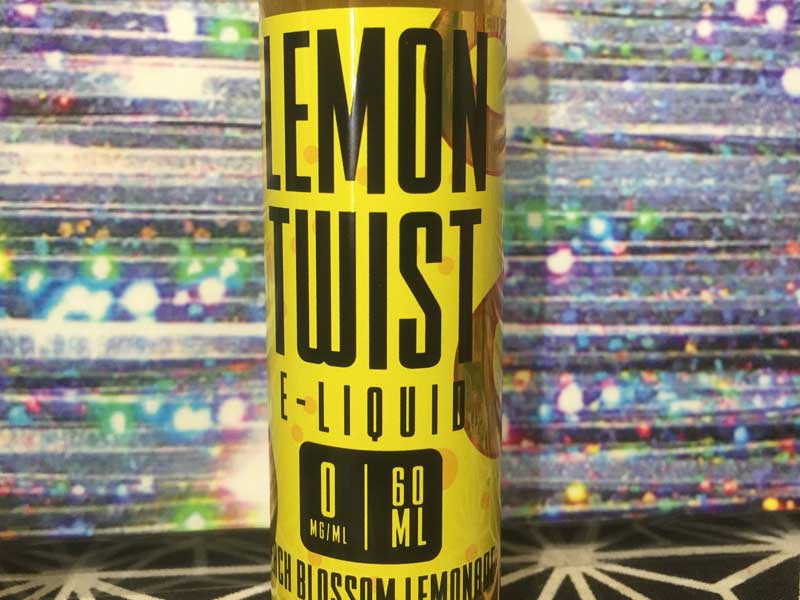 LEMON
TWIST
E-LIQUID
0
MG/ML
60
ML
BLOSSOM LEMONADE